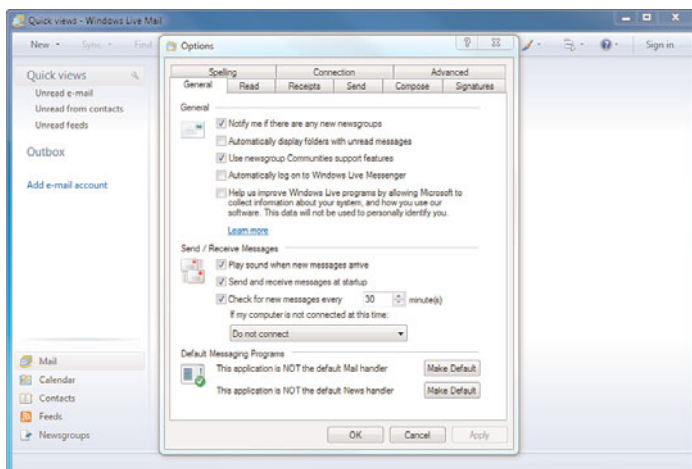 Quick views - Windows Live Mail
New
Sync
Find
Sign in
Quick views
Unread e-mail
Unread from contacts
Unread feeds
Outbox
Add e-mail account
Mail
Calendar
Contacts
Feeds
Newsgroups
Options
Spelling Connection Advanced
General Read Receipts Send Compose Signatures
General
Notify me if there are any new newsgroups
Automatically display folders with unread messages
Use newsgroup Communities support features
Automatically log on to Windows Live Messenger
Help us improve Windows Live programs by allowing Microsoft to
collect information about your system, and how you use our
software. This data will not be used to personally identify you.
Learn more
Send / Receive Messages
Play sound when new messages arrive
Send and receive messages at startup
Check for new messages every 30 minute(s)
If my computer is not connected at this time:
Do not connect
Default Messaging Programs
This application is NOT the default Mail handler Make Default
This application is NOT the default News handler Make Default
OK Cancel Apply